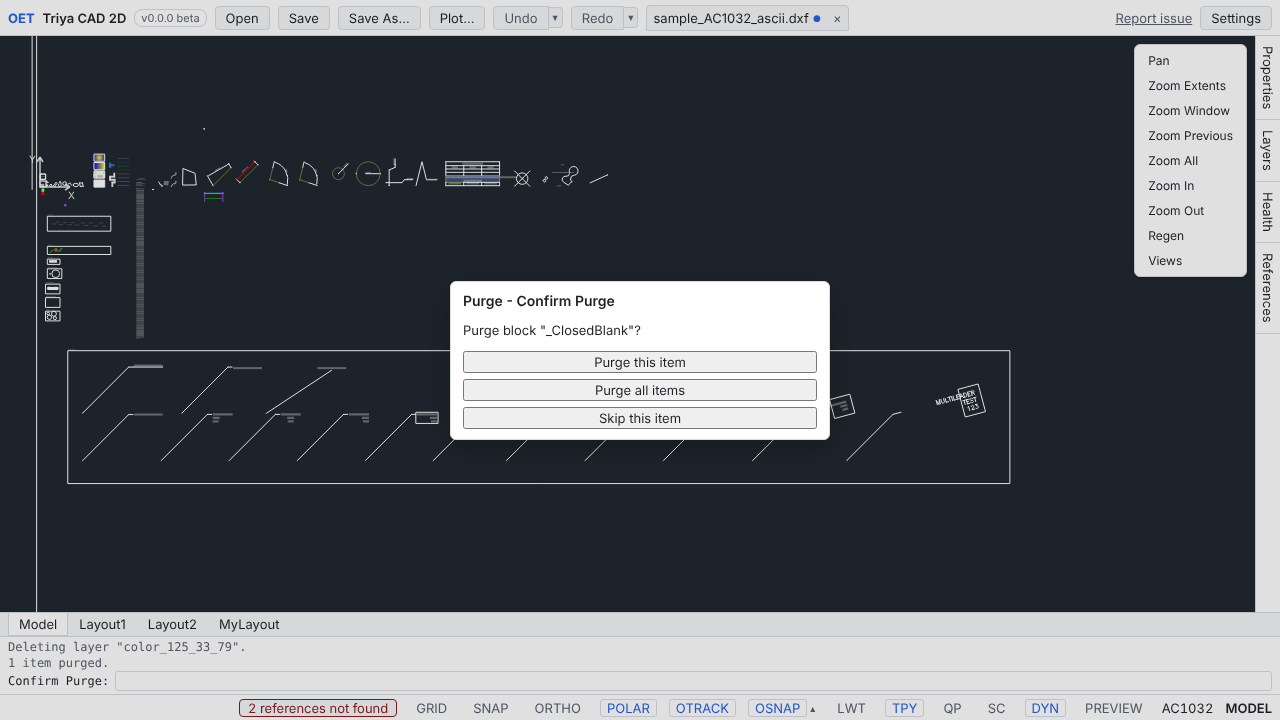 OET Triya CAD 2D v0.0.0 beta Open Save Save As... Plot... Undo ▾ Redo ▾ sample_AC1032_ascii.dxf × Report issue Settings
Pan
Zoom Extents
Zoom Window
Zoom Previous
Zoom All
Zoom In
Zoom Out
Regen
Views
Properties
Layers
Health
References
Y
X
Purge - Confirm Purge
Purge block "_ClosedBlank"?
Purge this item
Purge all items
Skip this item
MULTILEADER
TEST
123
Model Layout1 Layout2 MyLayout
Deleting layer "color_125_33_79".
1 item purged.
Confirm Purge:
2 references not found GRID SNAP ORTHO POLAR OTRACK OSNAP ▴ LWT TPY QP SC DYN PREVIEW AC1032 MODEL